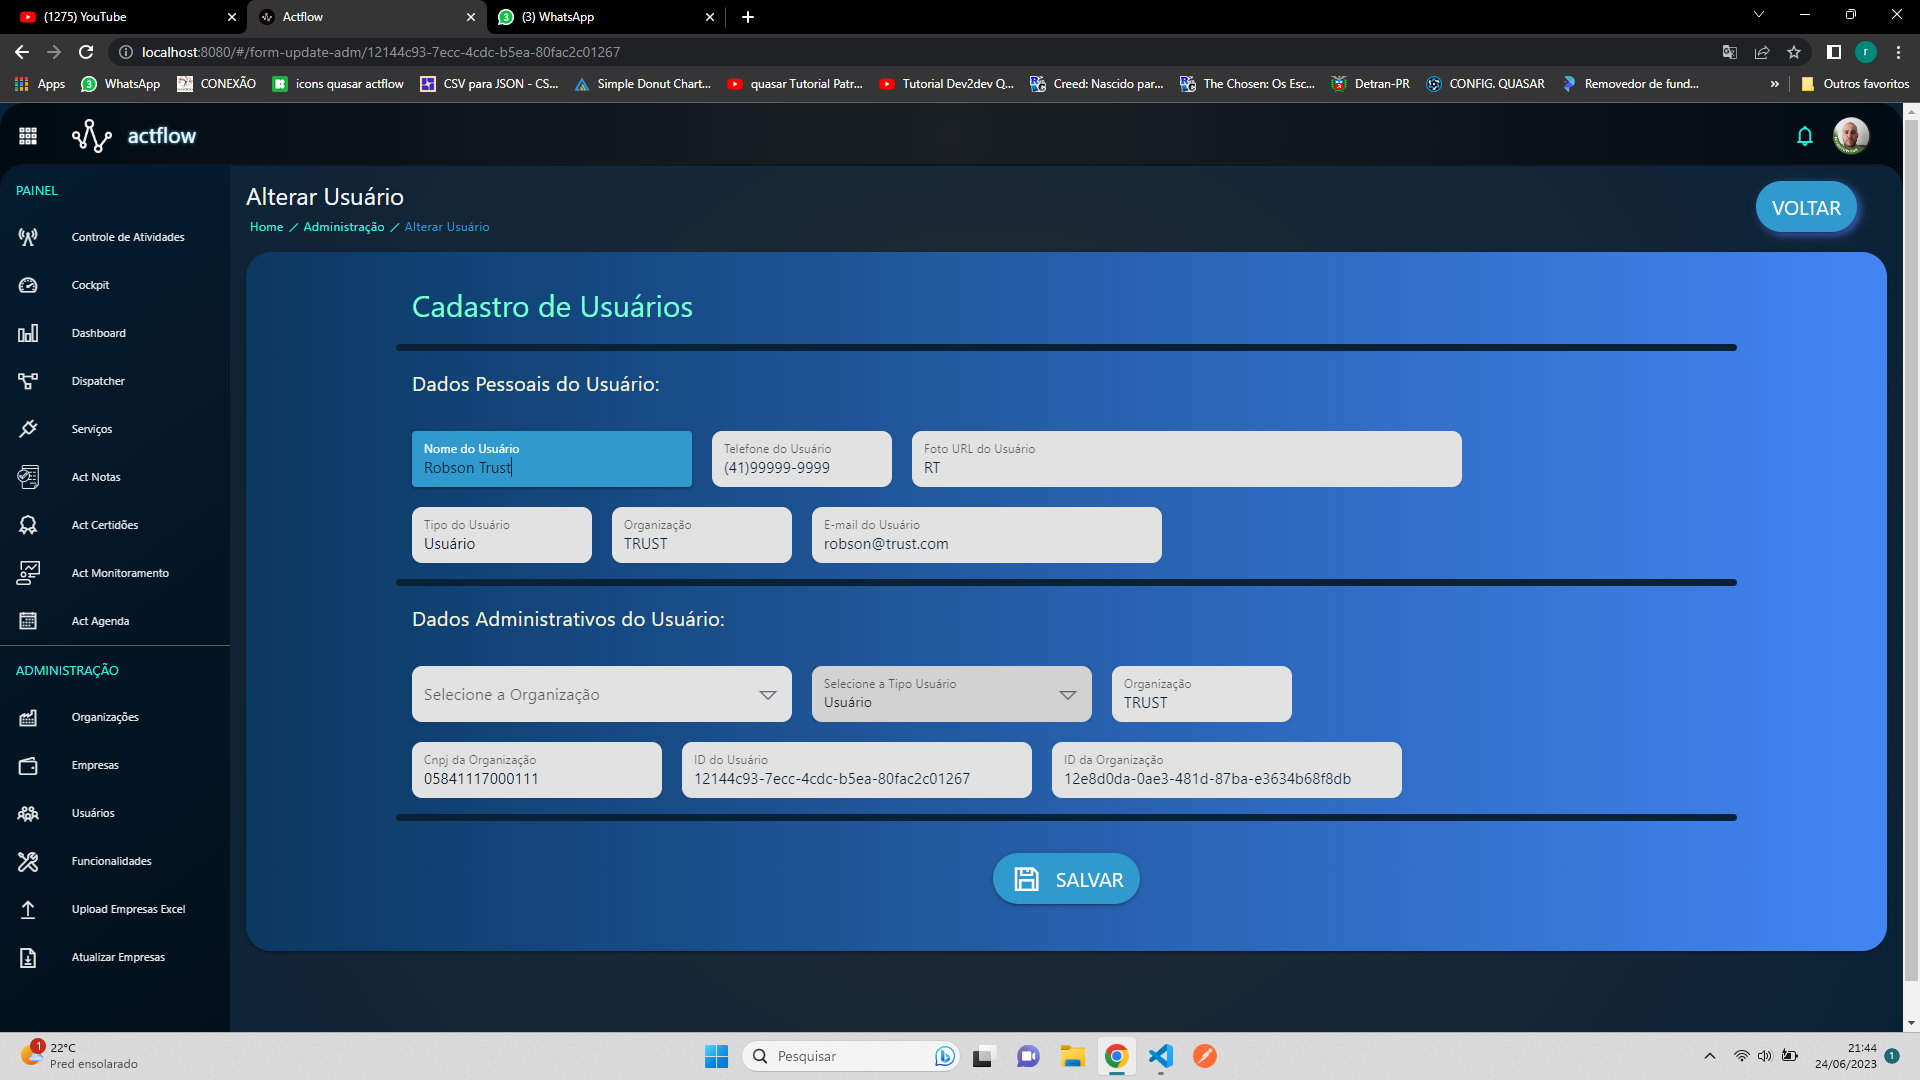 (1275) YouTube
Actflow
(3) WhatsApp
localhost:8080/#/form-update-adm/12144c93-7ecc-4cdc-b5ea-80fac2c01267
r
Apps
WhatsApp
CONEXÃO
icons quasar actflow
CSV para JSON - CS...
Simple Donut Chart...
quasar Tutorial Patr...
Tutorial Dev2dev Q...
Creed: Nascido par...
The Chosen: Os Esc...
Detran-PR
CONFIG. QUASAR
Removedor de fund...
»
Outros favoritos
actflow
PAINEL
Controle de Atividades
Cockpit
Dashboard
Dispatcher
Serviços
Act Notas
Act Certidões
Act Monitoramento
Act Agenda
ADMINISTRAÇÃO
Organizações
Empresas
Usuários
Funcionalidades
Upload Empresas Excel
Atualizar Empresas
Alterar Usuário
Home / Administração / Alterar Usuário
VOLTAR
Cadastro de Usuários
Dados Pessoais do Usuário:
Nome do Usuário
Robson Trust
Telefone do Usuário
(41)99999-9999
Foto URL do Usuário
RT
Tipo do Usuário
Usuário
Organização
TRUST
E-mail do Usuário
robson@trust.com
Dados Administrativos do Usuário:
Selecione a Organização
Selecione a Tipo Usuário
Usuário
Organização
TRUST
Cnpj da Organização
05841117000111
ID do Usuário
12144c93-7ecc-4cdc-b5ea-80fac2c01267
ID da Organização
12e8d0da-0ae3-481d-87ba-e3634b68f8db
SALVAR
1
22°C
Pred ensolarado
Pesquisar
21:44
24/06/2023
1